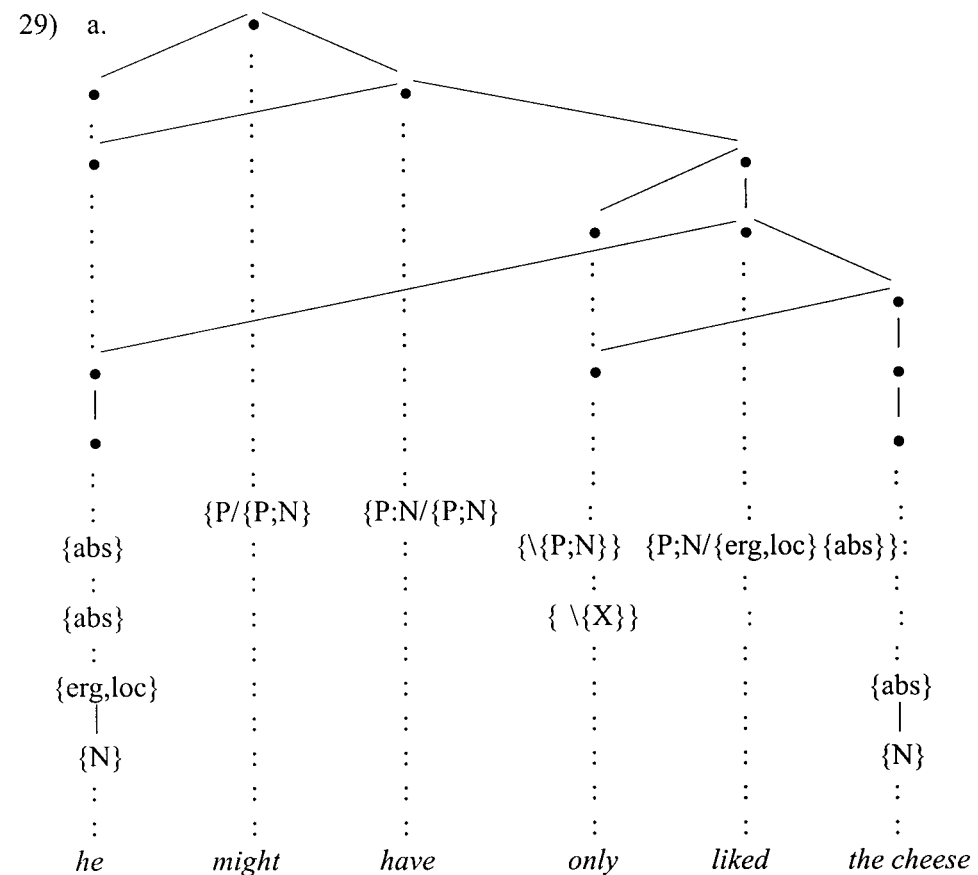 29) a.
{P/{P;N} {P:N/{P;N}
{abs} {\{P;N}} {P;N/{erg,loc}{abs}}:
{abs} { \{X}}
{erg,loc} {abs}
{N} {N}
he might have only liked the cheese